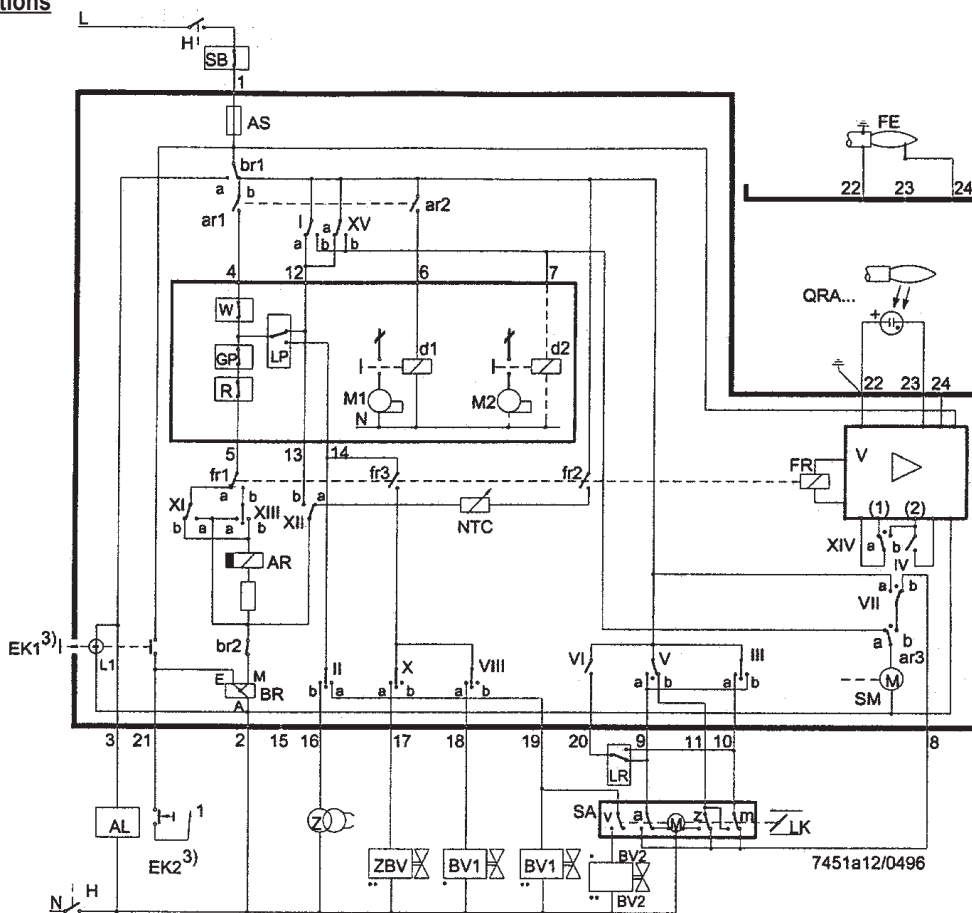 tions
L
H
SB
1
AS
FE
br1
22 23 24
a b
ar1
ar2
I a XV
a b b
4 12 6 7
QRA...
+
W
LP
GP
R
d1
d2
M1
M2
N
22 23 24
5 13 14
V
FR
fr1
fr3
fr2
a b
XI
b a a b
XIII
b a
XII
NTC
(1) (2)
XIV a b
IV
AR
a b
VII
a b
ar3
EK1 3)
L1
br2
E M
BR
A
II
b a
X
a b
VIII
a b
VI
V
a b
III
a b
M
SM
3 21 2 15 16 17 18 19 20 9 11 10 8
LR
SA
v a M z m
LK
AL
1
EK2 3)
Z
ZBV
BV1
BV1
BV2
BV2
7451a12/0496
N H